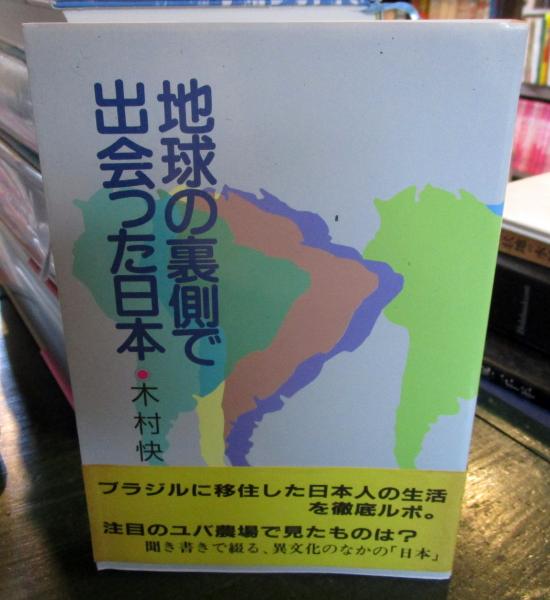 地球の裏側で
出会つた日本
・木村快
ブラジルに移住した日本人の生活
を徹底ルポ。
注目のユバ農場で見たものは？
聞き書きで綴る、異文化のなかの「日本」